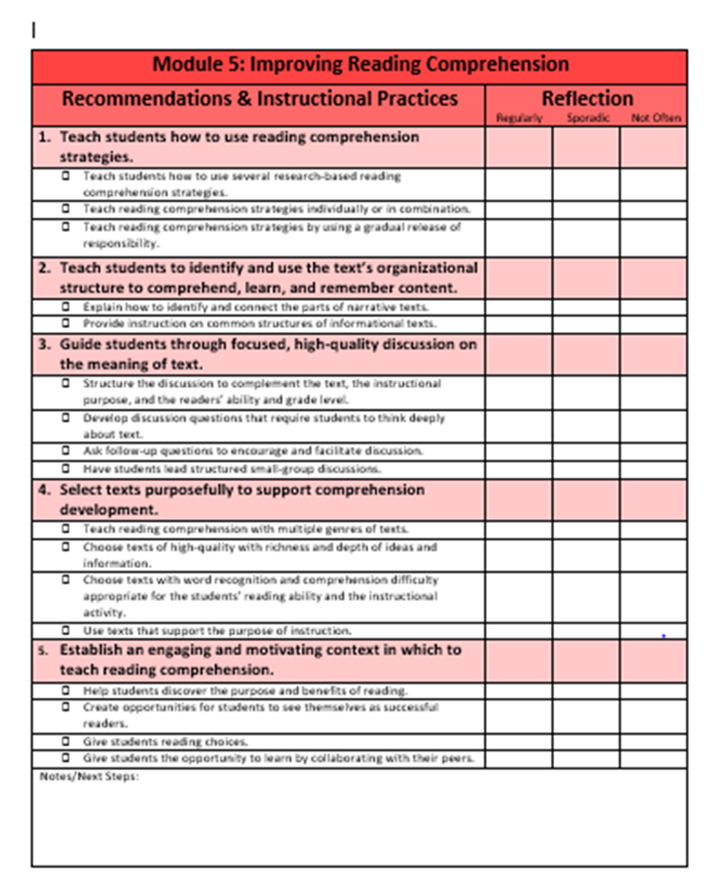 Module 5: Improving Reading Comprehension
Recommendations & Instructional Practices
Reflection
Regularly Sporadic Not Often
1. Teach students how to use reading comprehension
strategies.
Teach students how to use several research-based reading
comprehension strategies.
Teach reading comprehension strategies individually or in combination.
Teach reading comprehension strategies by using a gradual release of
responsibility.
2. Teach students to identify and use the text's organizational
structure to comprehend, learn, and remember content.
Explain how to identify and connect the parts of narrative texts.
Provide instruction on common structures of informational texts.
3. Guide students through focused, high-quality discussion on
the meaning of text.
Structure the discussion to complement the text, the instructional
purpose, and the readers' ability and grade level.
Develop discussion questions that require students to think deeply
about text.
Ask follow-up questions to encourage and facilitate discussion.
Have students lead structured small-group discussions.
4. Select texts purposefully to support comprehension
development.
Teach reading comprehension with multiple genres of texts.
Choose texts of high-quality with richness and depth of ideas and
information.
Choose texts with word recognition and comprehension difficulty
appropriate for the students' reading ability and the instructional
activity.
Use texts that support the purpose of instruction.
5. Establish an engaging and motivating context in which to
teach reading comprehension.
Help students discover the purpose and benefits of reading.
Create opportunities for students to see themselves as successful
readers.
Give students reading choices.
Give students the opportunity to learn by collaborating with their peers.
Notes/Next Steps: